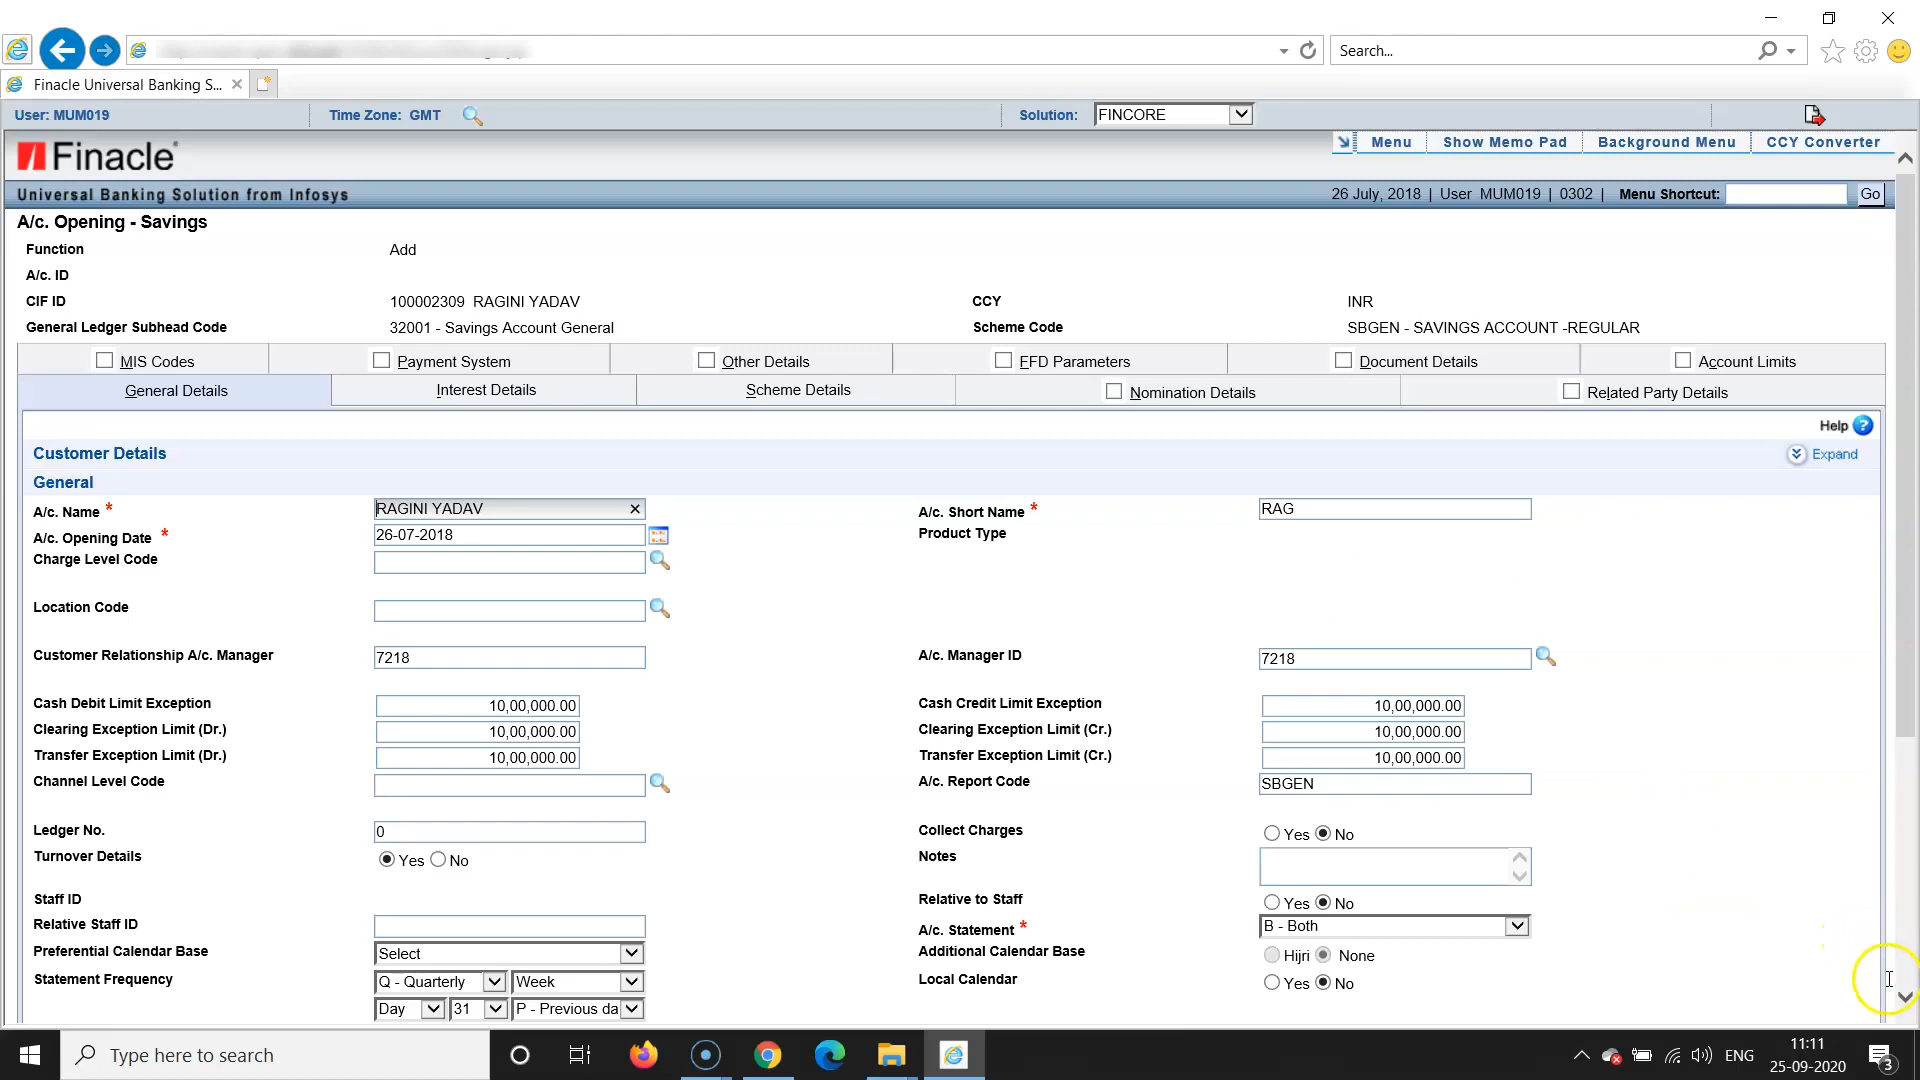 Search...
Finacle Universal Banking S...
User: MUM019
Time Zone: GMT
Solution: FINCORE
Finacle
Menu
Show Memo Pad
Background Menu
CCY Converter
Universal Banking Solution from Infosys
26 July, 2018 | User MUM019 | 0302 | Menu Shortcut: Go
A/c. Opening - Savings
Function Add
A/c. ID
CIF ID 100002309 RAGINI YADAV CCY INR
General Ledger Subhead Code 32001 - Savings Account General Scheme Code SBGEN - SAVINGS ACCOUNT -REGULAR
MIS Codes Payment System Other Details FFD Parameters Document Details Account Limits
General Details Interest Details Scheme Details Nomination Details Related Party Details
Help ?
Customer Details Expand
General
A/c. Name * RAGINI YADAV A/c. Short Name * RAG
A/c. Opening Date * 26-07-2018 Product Type
Charge Level Code
Location Code
Customer Relationship A/c. Manager 7218 A/c. Manager ID 7218
Cash Debit Limit Exception 10,00,000.00 Cash Credit Limit Exception 10,00,000.00
Clearing Exception Limit (Dr.) 10,00,000.00 Clearing Exception Limit (Cr.) 10,00,000.00
Transfer Exception Limit (Dr.) 10,00,000.00 Transfer Exception Limit (Cr.) 10,00,000.00
Channel Level Code A/c. Report Code SBGEN
Ledger No. 0 Collect Charges Yes No
Turnover Details Yes No Notes
Staff ID Relative to Staff Yes No
Relative Staff ID A/c. Statement * B - Both
Preferential Calendar Base Select Additional Calendar Base Hijri None
Statement Frequency Q - Quarterly Week Local Calendar Yes No
Day 31 P - Previous da
Type here to search
ENG
11:11
25-09-2020
3